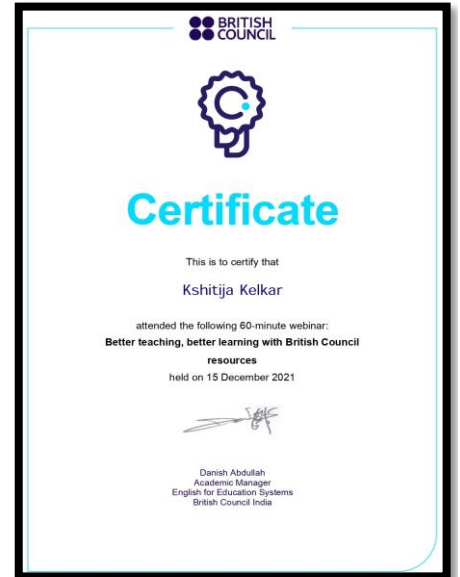 BRITISH
COUNCIL
Certificate
This is to certify that
Kshitija Kelkar
attended the following 60-minute webinar:
Better teaching, better learning with British Council
resources
held on 15 December 2021
Danish Abdullah
Academic Manager
English for Education Systems
British Council India